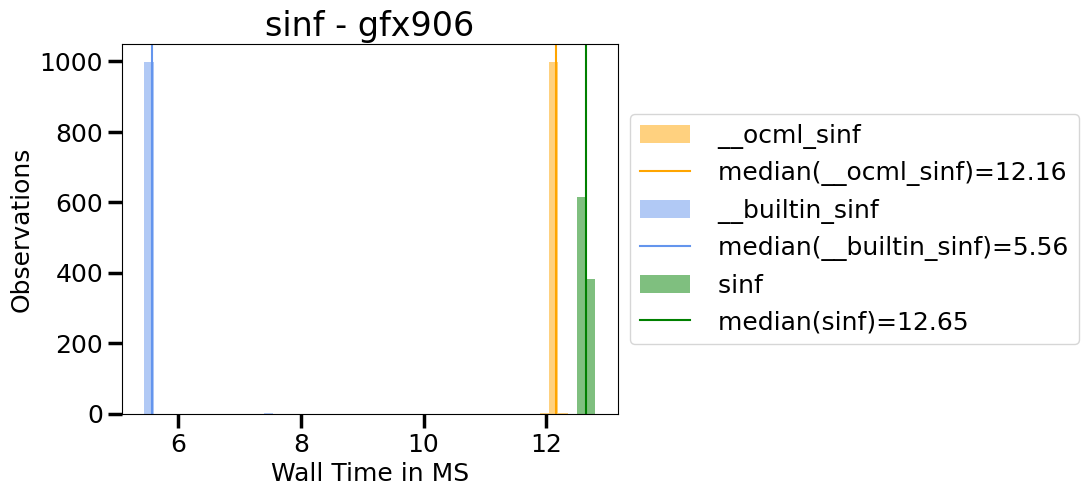 sinf - gfx906
1000
800
600
400
200
0
Observations
6 8 10 12
Wall Time in MS
__ocml_sinf
median(__ocml_sinf)=12.16
__builtin_sinf
median(__builtin_sinf)=5.56
sinf
median(sinf)=12.65